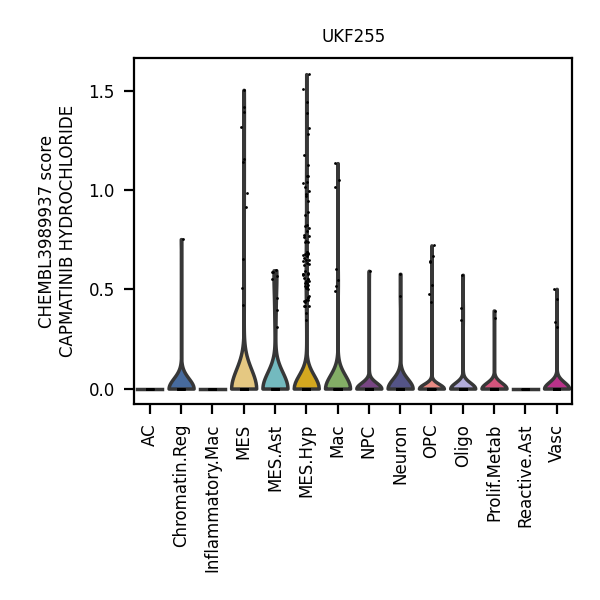 UKF255
CHEMBL3989937 score
CAPMATINIB HYDROCHLORIDE
1.5
1.0
0.5
0.0
AC
Chromatin.Reg
Inflammatory.Mac
MES
MES.Ast
MES.Hyp
Mac
NPC
Neuron
OPC
Oligo
Prolif.Metab
Reactive.Ast
Vasc